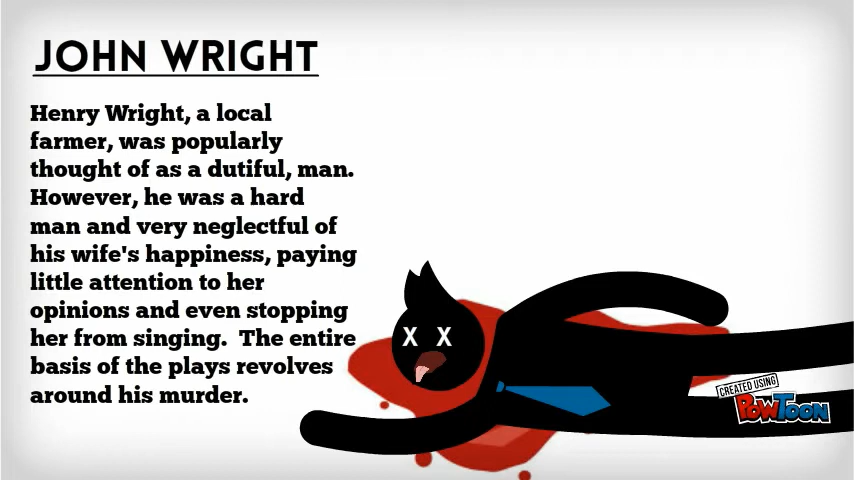 JOHN WRIGHT
Henry Wright, a local
farmer, was popularly
thought of as a dutiful, man.
However, he was a hard
man and very neglectful of
his wife's happiness, paying
little attention to her
opinions and even stopping
her from singing.  The entire
basis of the plays revolves
around his murder.
X X
CREATED USING
POWTOON